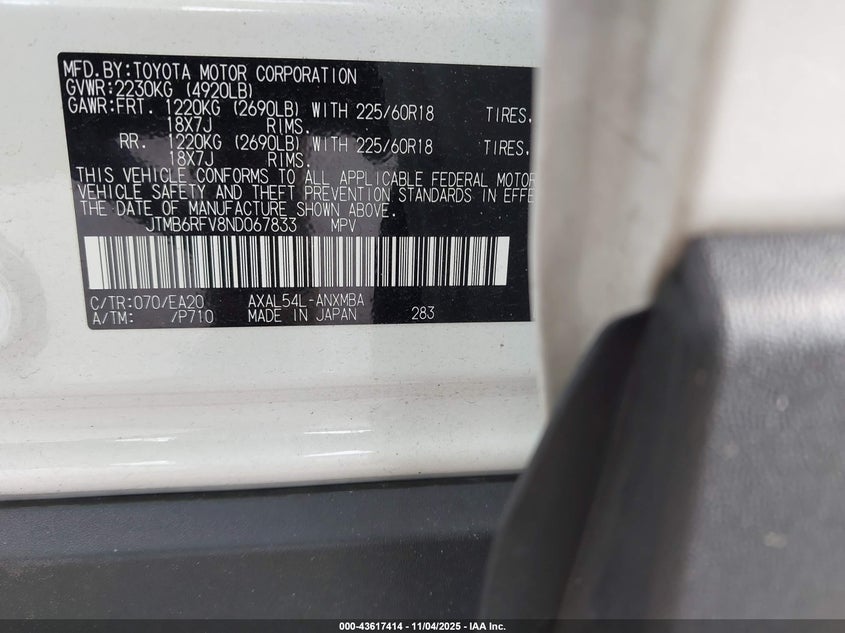 MFD.BY:TOYOTA MOTOR CORPORATION
GVWR:2230KG (4920LB)
GAWR:FRT. 1220KG (2690LB) WITH 225/60R18 TIRES,
18X7J RIMS.
RR. 1220KG (2690LB) WITH 225/60R18 TIRES,
18X7J RIMS.
THIS VEHICLE CONFORMS TO ALL APPLICABLE FEDERAL MOTOR
VEHICLE SAFETY AND THEFT PREVENTION STANDARDS IN EFFE
THE DATE OF MANUFACTURE SHOWN ABOVE.
JTMB6RFV8ND067833 MPV
C/TR:070/EA20 AXAL54L-ANXMBA
A/TM: /P710 MADE IN JAPAN 283
000-43617414 - 11/04/2025 - IAA Inc.